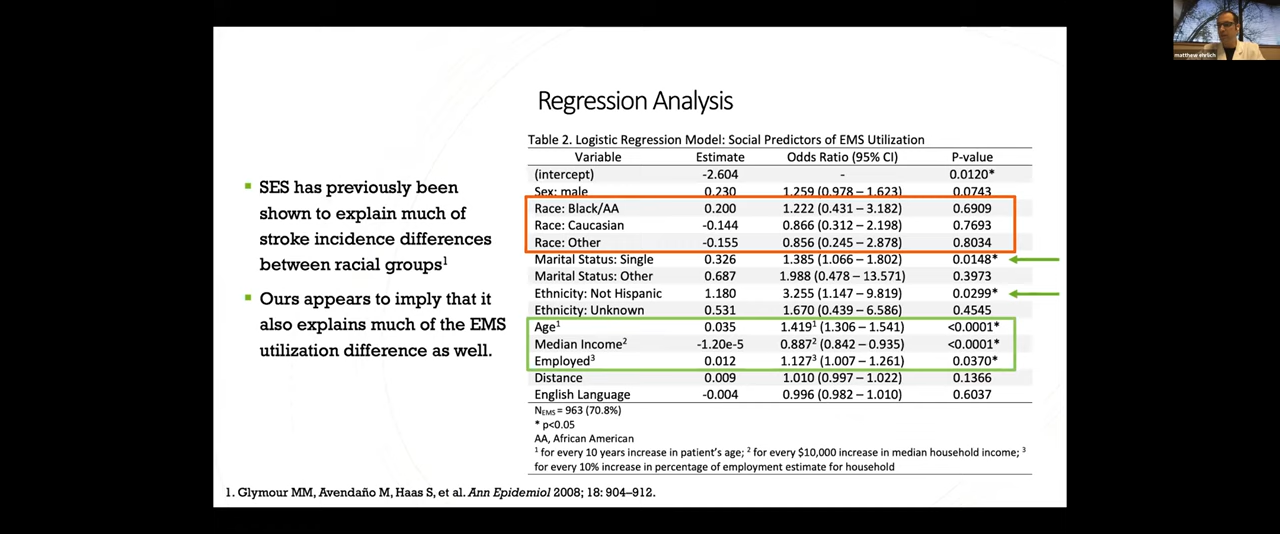 matthew ehrlich
Regression Analysis
SES has previously been
shown to explain much of
stroke incidence differences
between racial groups1
Ours appears to imply that it
also explains much of the EMS
utilization difference as well.
Table 2. Logistic Regression Model: Social Predictors of EMS Utilization
Variable Estimate Odds Ratio (95% CI) P-value
(intercept) -2.604 - 0.0120*
Sex: male 0.230 1.259 (0.978 – 1.623) 0.0743
Race: Black/AA 0.200 1.222 (0.431 – 3.182) 0.6909
Race: Caucasian -0.144 0.866 (0.312 – 2.198) 0.7693
Race: Other -0.155 0.856 (0.245 – 2.878) 0.8034
Marital Status: Single 0.326 1.385 (1.066 – 1.802) 0.0148*
Marital Status: Other 0.687 1.988 (0.478 – 13.571) 0.3973
Ethnicity: Not Hispanic 1.180 3.255 (1.147 – 9.819) 0.0299*
Ethnicity: Unknown 0.531 1.670 (0.439 – 6.586) 0.4545
Age1 0.035 1.4191 (1.306 – 1.541) <0.0001*
Median Income2 -1.20e-5 0.8872 (0.842 – 0.935) <0.0001*
Employed3 0.012 1.1273 (1.007 – 1.261) 0.0370*
Distance 0.009 1.010 (0.997 – 1.022) 0.1366
English Language -0.004 0.996 (0.982 – 1.010) 0.6037
NEMS = 963 (70.8%)
* p<0.05
AA, African American
1 for every 10 years increase in patient's age; 2 for every $10,000 increase in median household income; 3
for every 10% increase in percentage of employment estimate for household
1. Glymour MM, Avendaño M, Haas S, et al. Ann Epidemiol 2008; 18: 904–912.